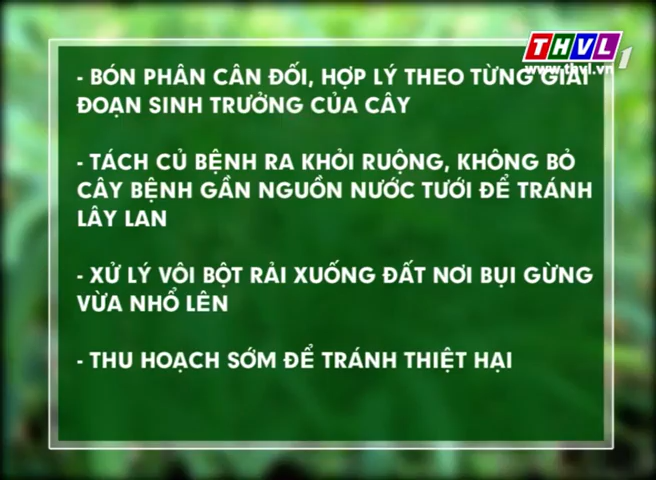 THVL1
www.thvl.vn
- BÓN PHÂN CÂN ĐỐI, HỢP LÝ THEO TỪNG GIAI
ĐOẠN SINH TRƯỞNG CỦA CÂY
- TÁCH CỦ BỆNH RA KHỎI RUỘNG, KHÔNG BỎ
CÂY BỆNH GẦN NGUỒN NƯỚC TƯỚI ĐỂ TRÁNH
LÂY LAN
- XỬ LÝ VÔI BỘT RẢI XUỐNG ĐẤT NƠI BỤI GỪNG
VỪA NHỔ LÊN
- THU HOẠCH SỚM ĐỂ TRÁNH THIỆT HẠI